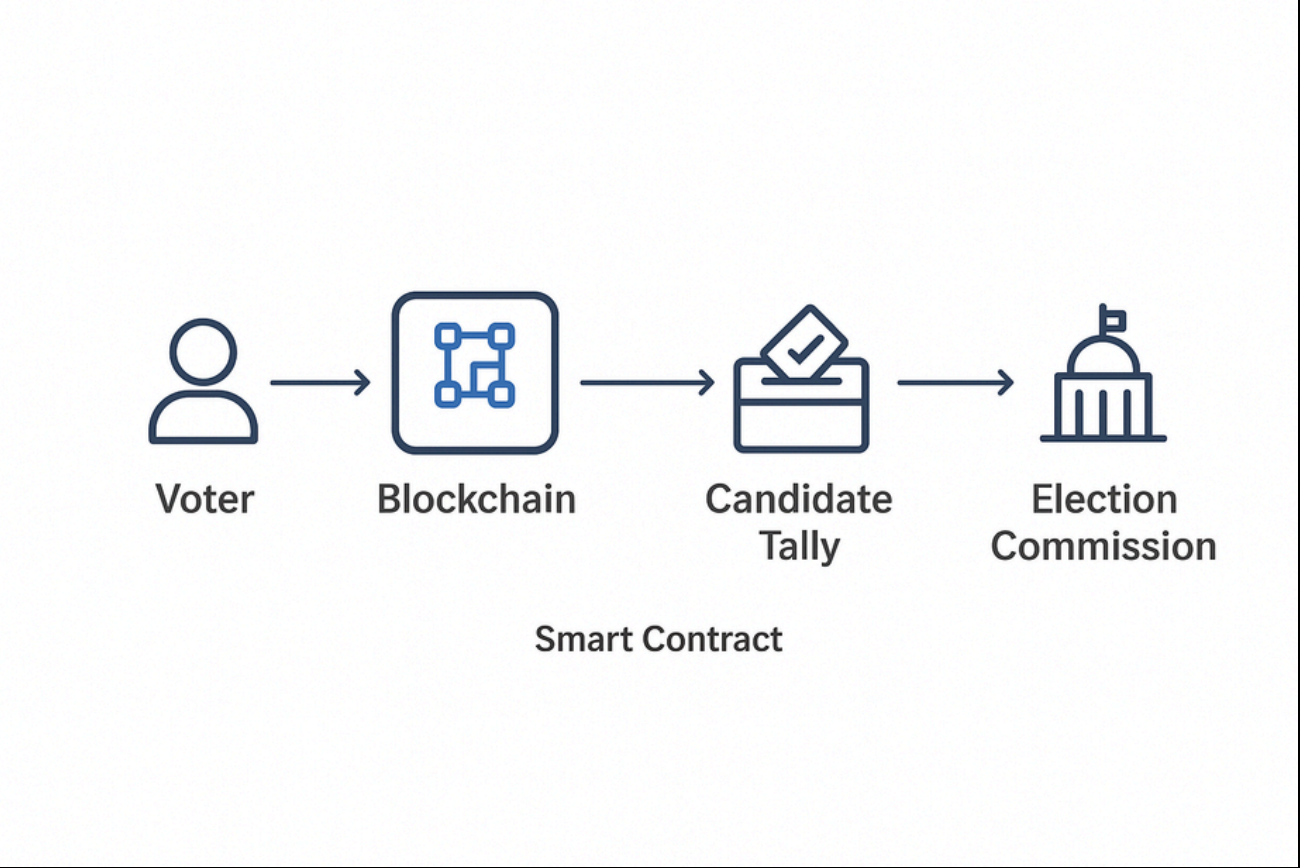 Voter
Blockchain
Candidate
Tally
Election
Commission
Smart Contract